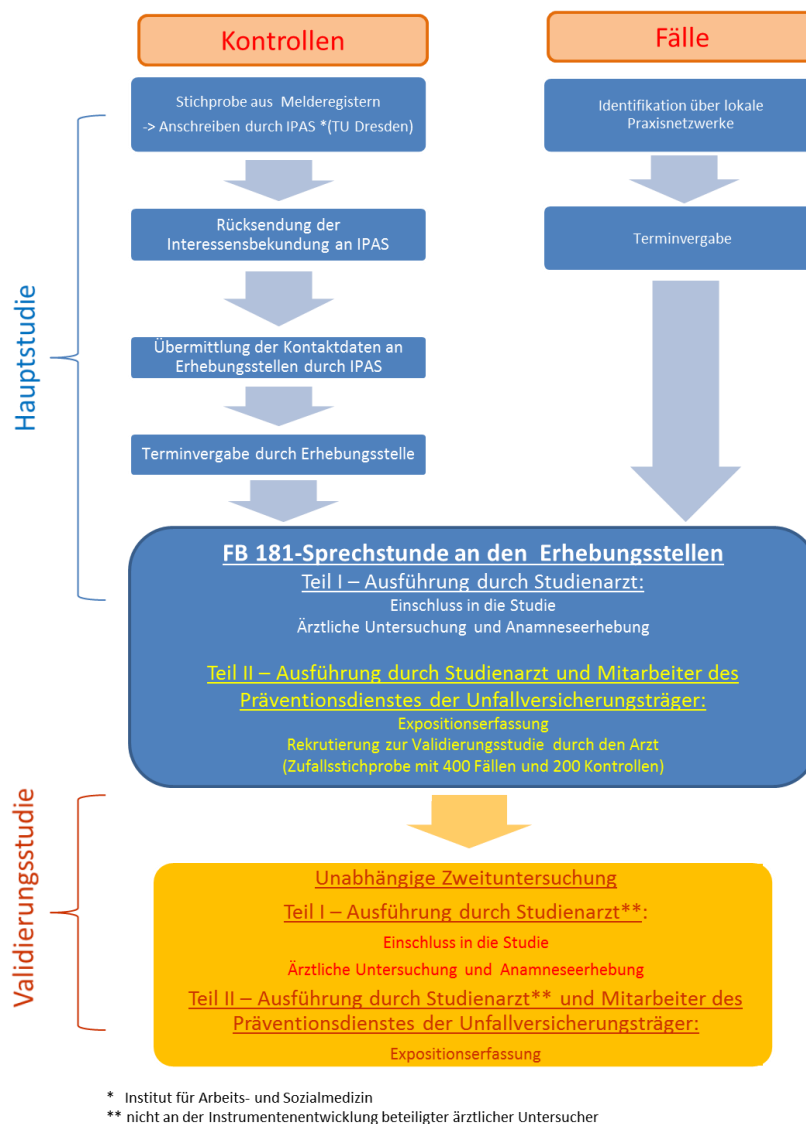 Kontrollen
Fälle
Stichprobe aus Melderegistern
-> Anschreiben durch IPAS *(TU Dresden)
Identifikation über lokale
Praxisnetzwerke
Rücksendung der
Interessensbekundung an IPAS
Terminvergabe
Übermittlung der Kontaktdaten an
Erhebungsstellen durch IPAS
Terminvergabe durch Erhebungsstelle
Hauptstudie
FB 181-Sprechstunde an den Erhebungsstellen
Teil I – Ausführung durch Studienarzt:
Einschluss in die Studie
Ärztliche Untersuchung und Anamneseerhebung
Teil II – Ausführung durch Studienarzt und Mitarbeiter des
Präventionsdienstes der Unfallversicherungsträger:
Expositionserfassung
Rekrutierung zur Validierungsstudie durch den Arzt
(Zufallsstichprobe mit 400 Fällen und 200 Kontrollen)
Validierungsstudie
Unabhängige Zweituntersuchung
Teil I – Ausführung durch Studienarzt**:
Einschluss in die Studie
Ärztliche Untersuchung und Anamneseerhebung
Teil II – Ausführung durch Studienarzt** und Mitarbeiter des
Präventionsdienstes der Unfallversicherungsträger:
Expositionserfassung
* Institut für Arbeits- und Sozialmedizin
** nicht an der Instrumentenentwicklung beteiligter ärztlicher Untersucher